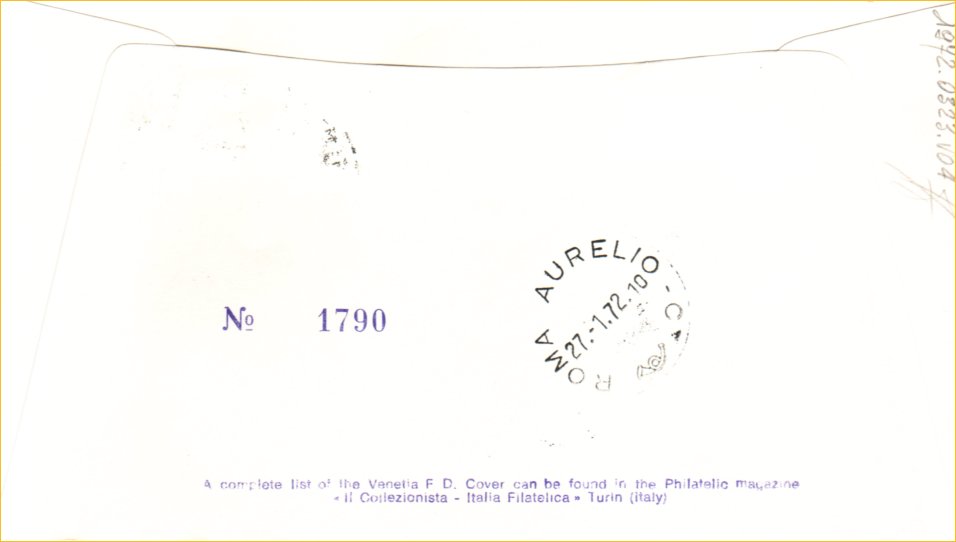 No 1790
ROMA AURELIO - C.
27.-1.72.10
A complete list of the Venetia F D. Cover can be found in the Philatelic magazine
« Il Collezionista - Italia Filatelica » Turin (italy)